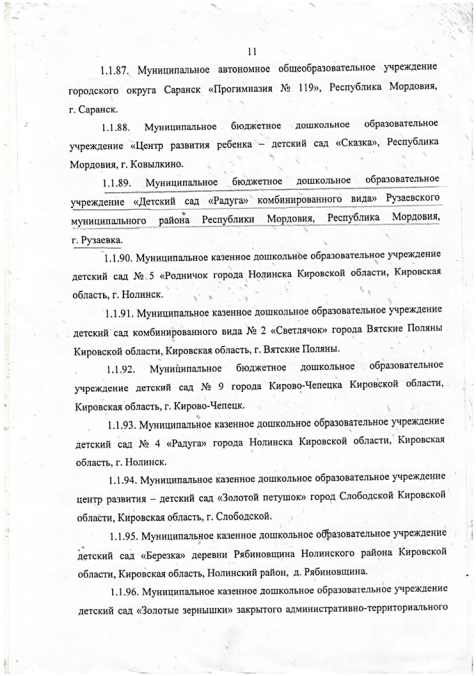 11
1.1.87. Муниципальное автономное общеобразовательное учреждение
городского округа Саранск «Прогимназия № 119», Республика Мордовия,
г. Саранск.
1.1.88. Муниципальное бюджетное дошкольное образовательное
учреждение «Центр развития ребенка – детский сад «Сказка», Республика
Мордовия, г. Ковылкино.
1.1.89. Муниципальное бюджетное дошкольное образовательное
учреждение «Детский сад «Радуга» комбинированного вида» Рузаевского
муниципального района Республики Мордовия, Республика Мордовия,
г. Рузаевка.
1.1.90. Муниципальное казенное дошкольное образовательное учреждение
детский сад № 5 «Родничок города Нолинска Кировской области, Кировская
область, г. Нолинск.
1.1.91. Муниципальное казенное дошкольное образовательное учреждение
детский сад комбинированного вида № 2 «Светлячок» города Вятские Поляны
Кировской области, Кировская область, г. Вятские Поляны.
1.1.92. Муниципальное бюджетное дошкольное образовательное
учреждение детский сад № 9 города Кирово-Чепецка Кировской области,
Кировская область, г. Кирово-Чепецк.
1.1.93. Муниципальное казенное дошкольное образовательное учреждение
детский сад № 4 «Радуга» города Нолинска Кировской области, Кировская
область, г. Нолинск.
1.1.94. Муниципальное казенное дошкольное образовательное учреждение
центр развития – детский сад «Золотой петушок» город Слободской Кировской
области, Кировская область, г. Слободской.
1.1.95. Муниципальное казенное дошкольное образовательное учреждение
детский сад «Березка» деревни Рябиновщина Нолинского района Кировской
области, Кировская область, Нолинский район, д. Рябиновщина.
1.1.96. Муниципальное казенное дошкольное образовательное учреждение
детский сад «Золотые зернышки» закрытого административно-территориального